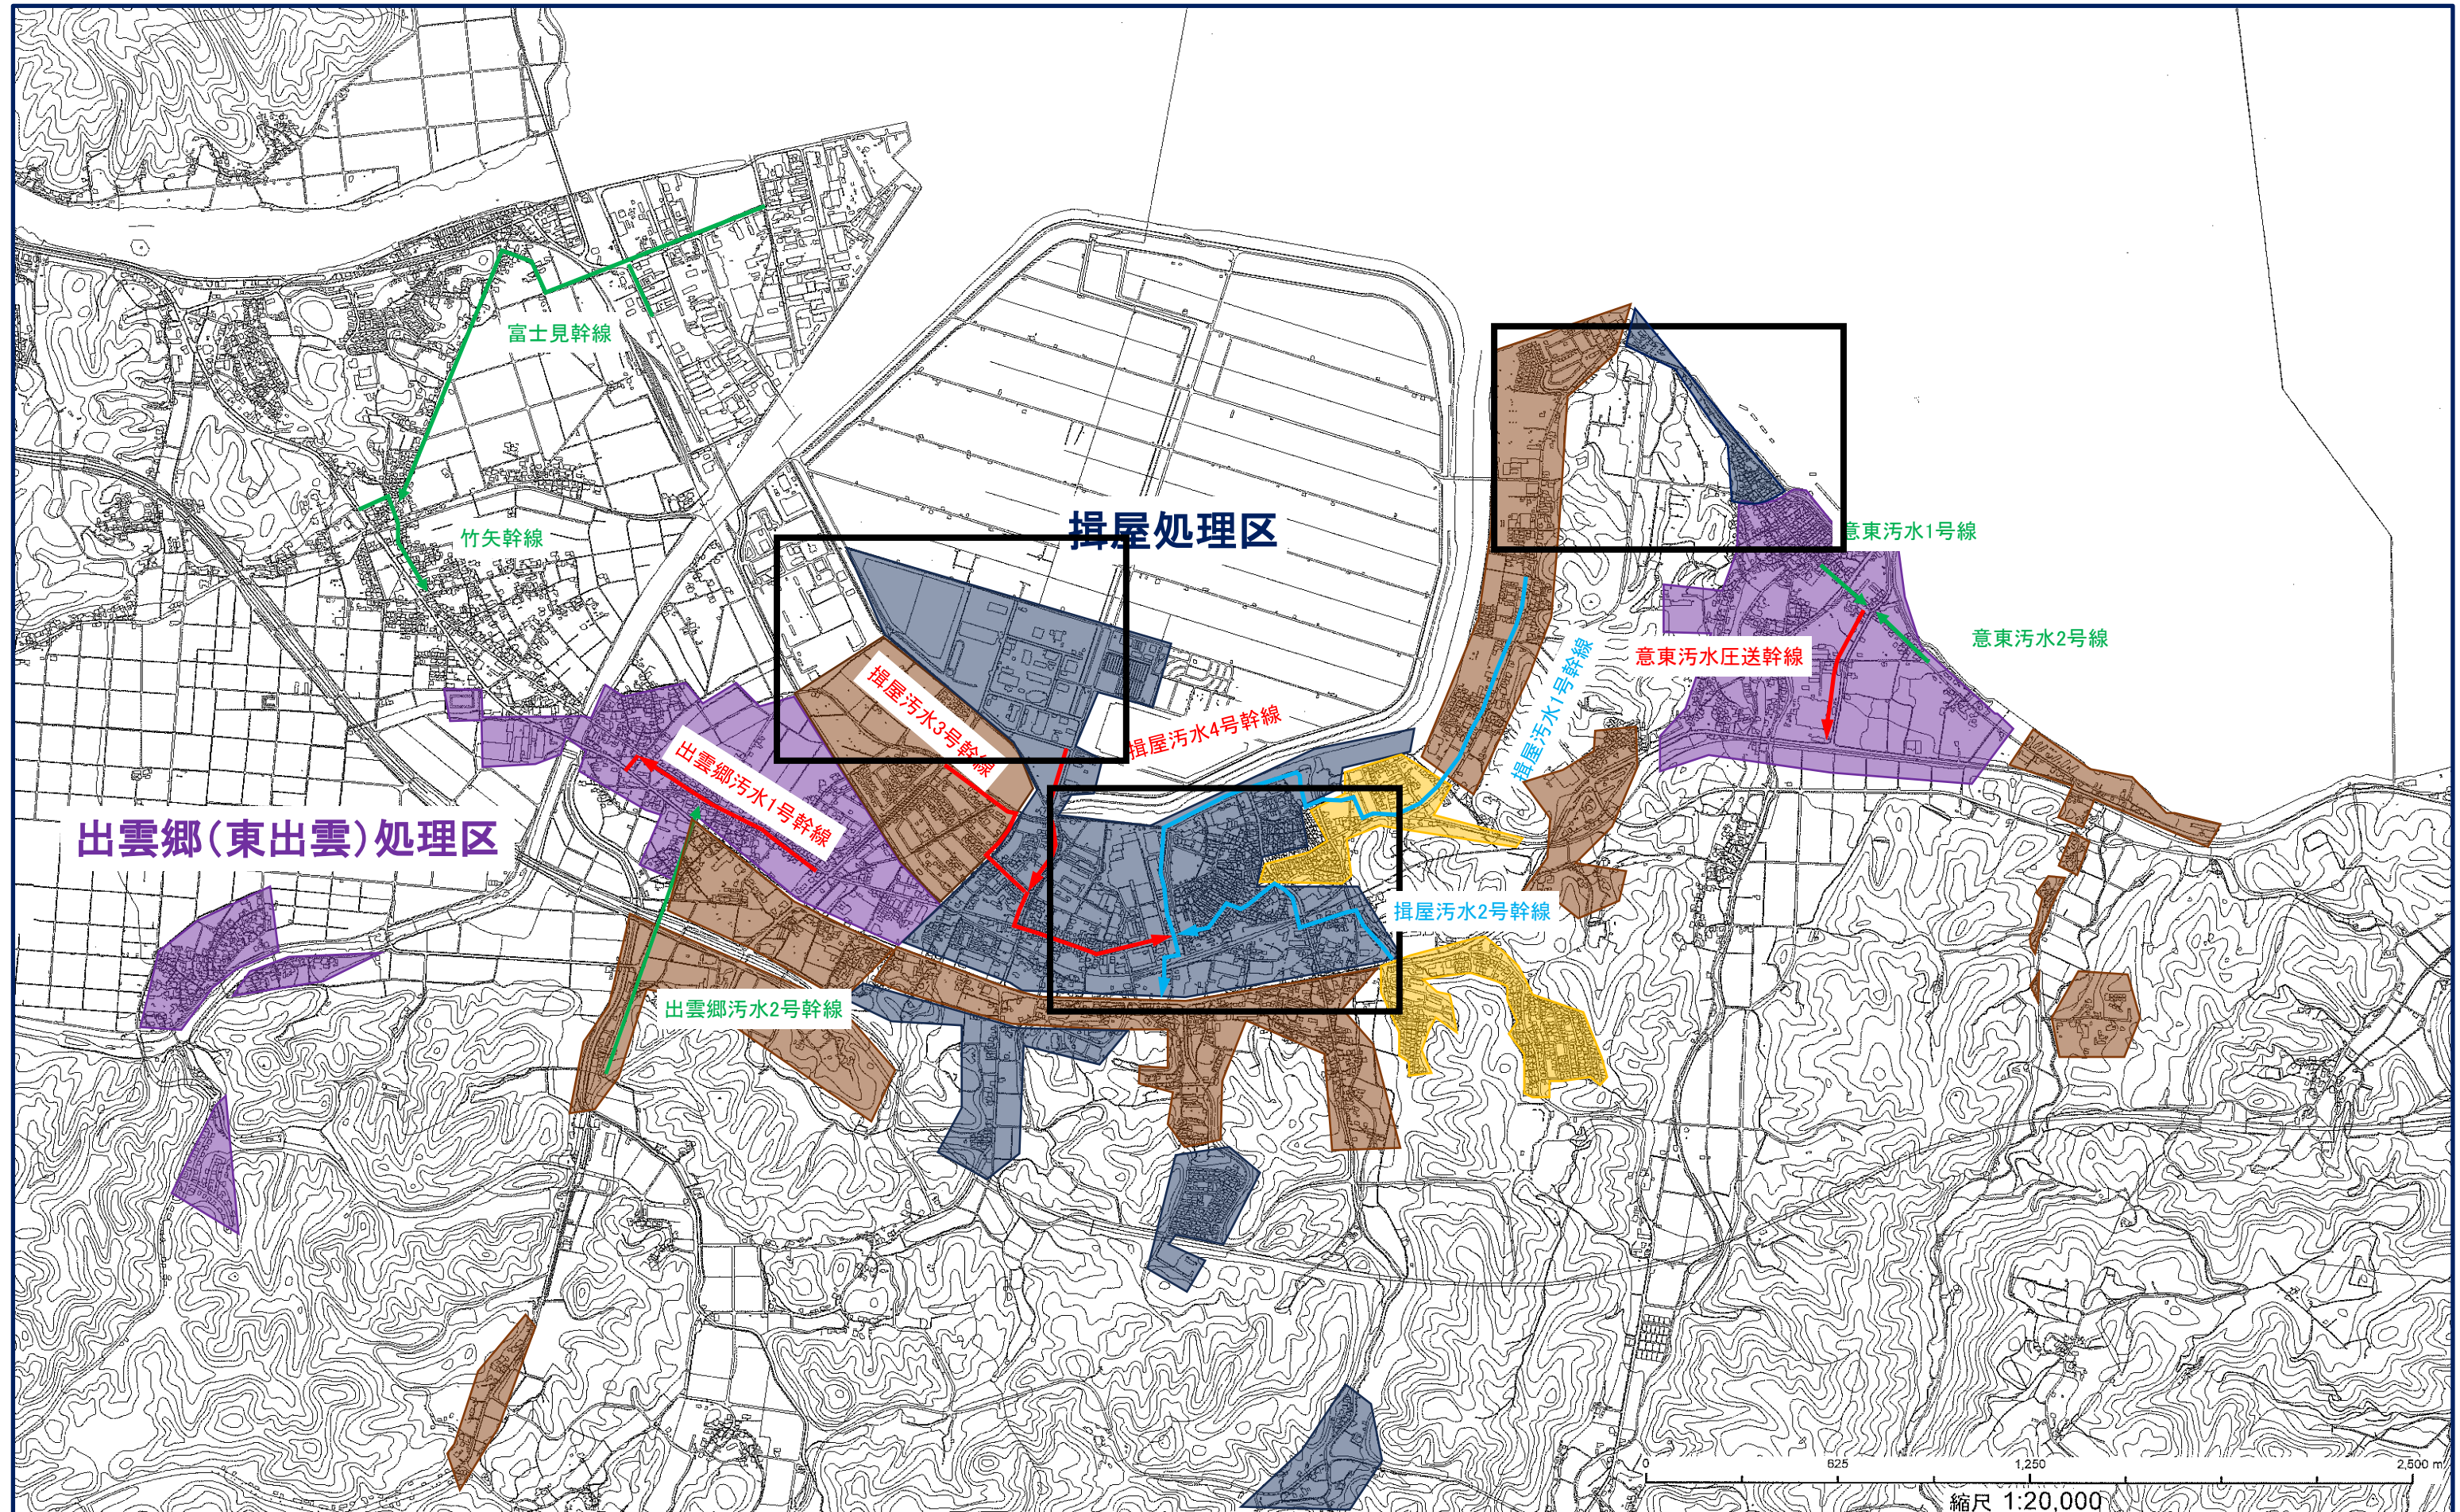 富士見幹線
揖屋処理区
竹矢幹線
意東汚水1号線
意東汚水2号線
意東汚水圧送幹線
揖屋汚水1号幹線
揖屋汚水3号幹線
揖屋汚水4号幹線
出雲郷汚水1号幹線
出雲郷(東出雲)処理区
揖屋汚水2号幹線
出雲郷汚水2号幹線
0 625 1,250 2,500 m
縮尺 1:20,000